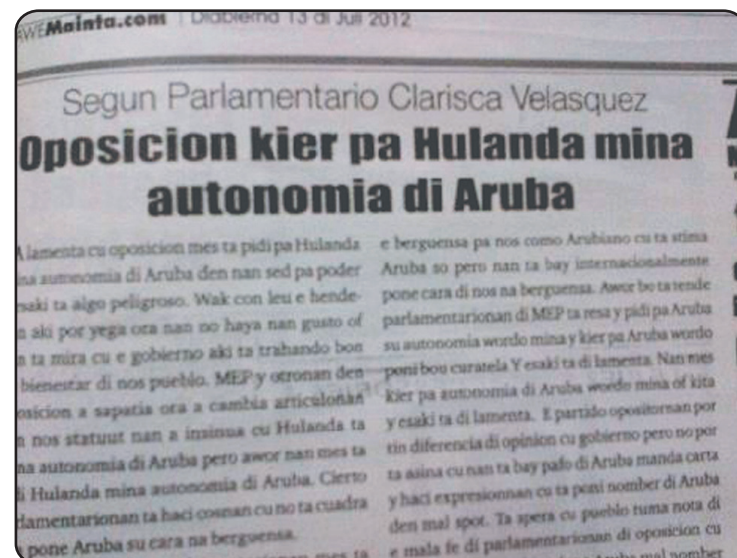 AWEMainta.com | Diabierna 13 di Juli 2012
Segun Parlamentario Clarisca Velasquez
Oposicion kier pa Hulanda mina
autonomia di Aruba
A lamenta cu oposicion mes ta pidi pa Hulanda
autonomia di Aruba den nan sed pa poder
ta algo peligroso. Wak con leu e hende-
aki por yega ora nan no haya nan gusto of
ta mira cu e gobierno aki ta trahando bon
bienestar di nos pueblo. MEP y otronan den
a sapatia ora a cambia articulonan
nos statuut nan a insinua cu Hulanda ta
autonomia di Aruba pero awor nan mes ta
Hulanda mina autonomia di Aruba. Cierto
ta haci cosnan cu no ta cuadra
pone Aruba su cara na berguensa.
mes ta
e berguensa pa nos como Arubiano cu ta stima
Aruba so pero nan ta bay internacionalmente
pone cara di nos na berguensa. Awor bo ta tende
parlamentarionan di MEP ta resa y pidi pa Aruba
su autonomia wordo mina y kier pa Aruba wordo
poni bou curatela Y esaki ta di lamenta. Nan mes
kier pa autonomia di Aruba wordo mina of kita
y esaki ta di lamenta. E partido opositornan por
tin diferencia di opinion cu gobierno pero no por
ta asina cu nan ta bay pafo di Aruba manda carta
y haci expresionnan cu ta poni nomber di Aruba
den mal spot. Ta spera cu pueblo tuma nota di
e mala fe di parlamentarionan di oposicion cu
mal nomber